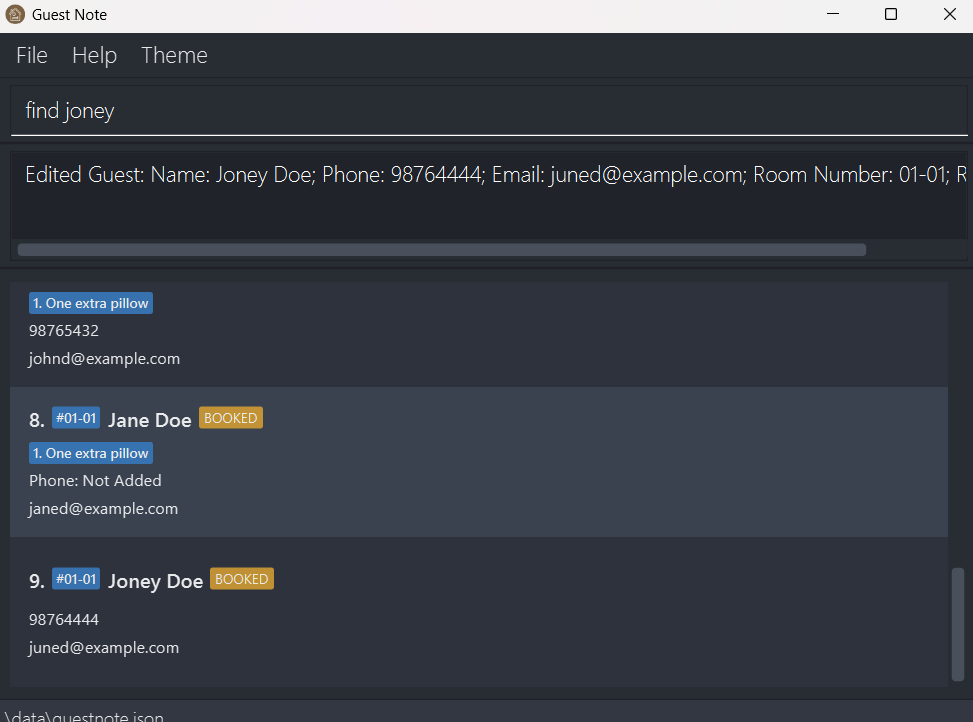 Guest Note
File Help Theme
find joney
Edited Guest: Name: Joney Doe; Phone: 98764444; Email: juned@example.com; Room Number: 01-01; R
1. One extra pillow
98765432
johnd@example.com
8. #01-01 Jane Doe BOOKED
1. One extra pillow
Phone: Not Added
janed@example.com
9. #01-01 Joney Doe BOOKED
98764444
juned@example.com
.\data\guestnote.json